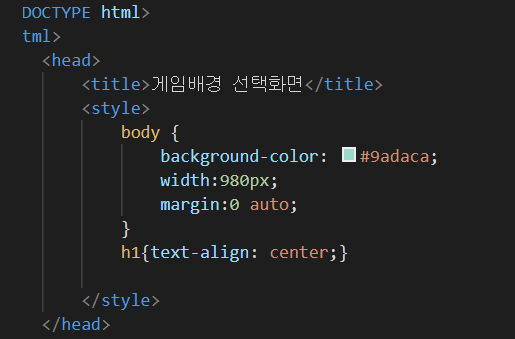 DOCTYPE html>
tml>
<head>
<title>게임배경 선택화면</title>
<style>
body {
background-color: #9adaca;
width:980px;
margin:0 auto;
}
h1{text-align: center;}
</style>
</head>